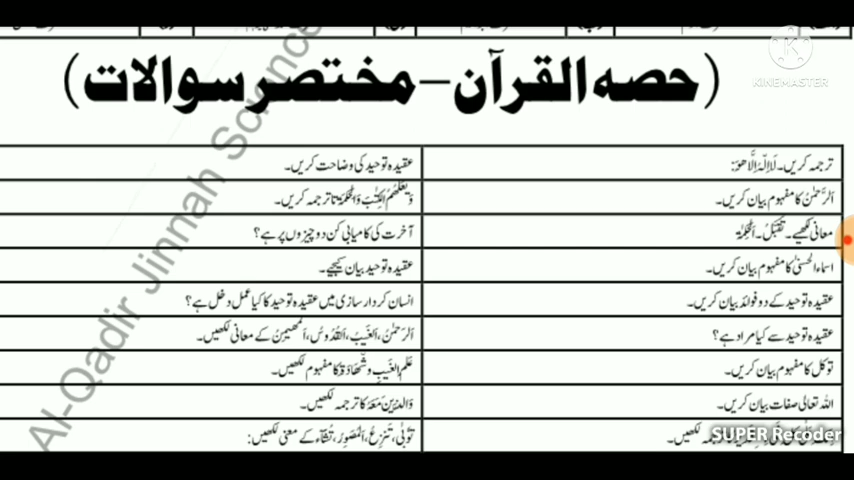 KINEMASTER
(حصہ القرآن-مختصر سوالات)
ترجمہ کریں۔ لَا اِلٰہَ اِلَّا ھُوَ:
عقیدہ توحید کی وضاحت کریں۔
اَلرَّحْمٰنُ کا مفہوم بیان کریں۔
وَيُعَلِّمُهُمُ الْكِتٰبَ وَالْحِكْمَةَ کا ترجمہ کریں۔
معانی لکھیے۔ تَقَبَّلْ۔ اَلْحِکْمَۃَ
آخرت کی کامیابی کن دو چیزوں پر ہے؟
اسماء الحسنیٰ کا مفہوم بیان کریں۔
عقیدہ توحید بیان کیجیے۔
عقیدہ توحید کے دو فوائد بیان کریں۔
انسان کردار سازی میں عقیدہ توحید کا کیا عمل دخل ہے؟
عقیدہ توحید سے کیا مراد ہے؟
اَلرَّحْمٰنُ، اَلْغَیْبُ، اَلْقُدُّوْسُ، اَلْمُھَیْمِنُ کے معانی لکھیں۔
توکل کا مفہوم بیان کریں۔
عٰلِمُ الْغَیْبِ وَالشَّھَادَۃِ کا مفہوم لکھیں۔
اللہ تعالی صفات بیان کریں۔
وَالَّذِیْنَ مَعَهٗ کا ترجمہ لکھیں۔
ترجمہ لکھیں۔
تَنْزِعُ، اَلْمُصَوِّرُ، تَشَآءُ کے معنی لکھیں:
SUPER Recoder
Al-Qadir Jinnah Science